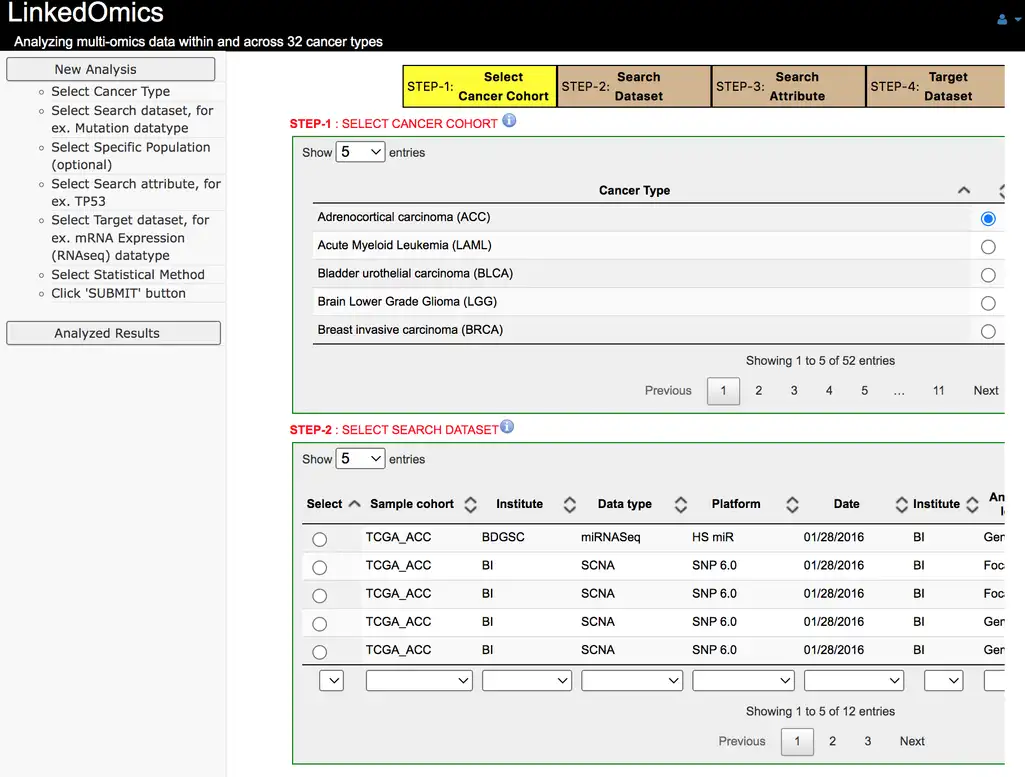 LinkedOmics
Analyzing multi-omics data within and across 32 cancer types
New Analysis
Select Cancer Type
Select Search dataset, for
ex. Mutation datatype
Select Specific Population
(optional)
Select Search attribute, for
ex. TP53
Select Target dataset, for
ex. mRNA Expression
(RNAseq) datatype
Select Statistical Method
Click 'SUBMIT' button
Analyzed Results
STEP-1: Select Cancer Cohort
STEP-2: Search Dataset
STEP-3: Search Attribute
STEP-4: Target Dataset
STEP-1 : SELECT CANCER COHORT
Show 5 entries
Cancer Type
Adrenocortical carcinoma (ACC)
Acute Myeloid Leukemia (LAML)
Bladder urothelial carcinoma (BLCA)
Brain Lower Grade Glioma (LGG)
Breast invasive carcinoma (BRCA)
Showing 1 to 5 of 52 entries
Previous 1 2 3 4 5 … 11 Next
STEP-2 : SELECT SEARCH DATASET
Show 5 entries
Select Sample cohort Institute Data type Platform Date Institute An
TCGA_ACC BDGSC miRNASeq HS miR 01/28/2016 BI Gen
TCGA_ACC BI SCNA SNP 6.0 01/28/2016 BI Foc
TCGA_ACC BI SCNA SNP 6.0 01/28/2016 BI Foc
TCGA_ACC BI SCNA SNP 6.0 01/28/2016 BI Gen
TCGA_ACC BI SCNA SNP 6.0 01/28/2016 BI Gen
Showing 1 to 5 of 12 entries
Previous 1 2 3 Next